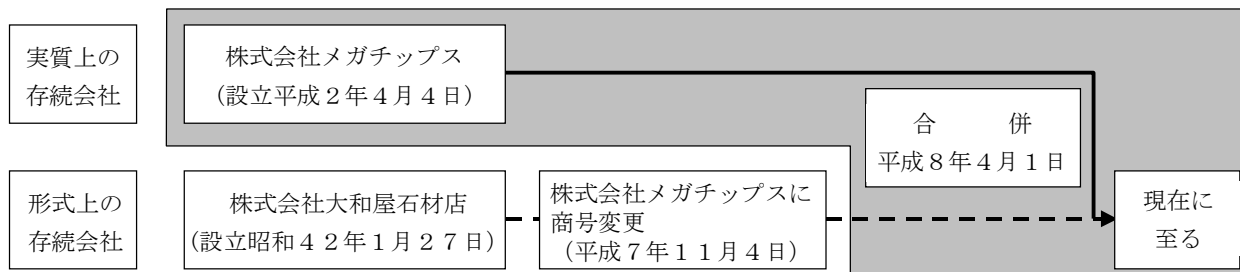 実質上の
存続会社
株式会社メガチップス
（設立平成２年４月４日）
合　　併
平成８年４月１日
形式上の
存続会社
株式会社大和屋石材店
（設立昭和４２年１月２７日）
株式会社メガチップスに
商号変更
（平成７年１１月４日）
現在に
至る